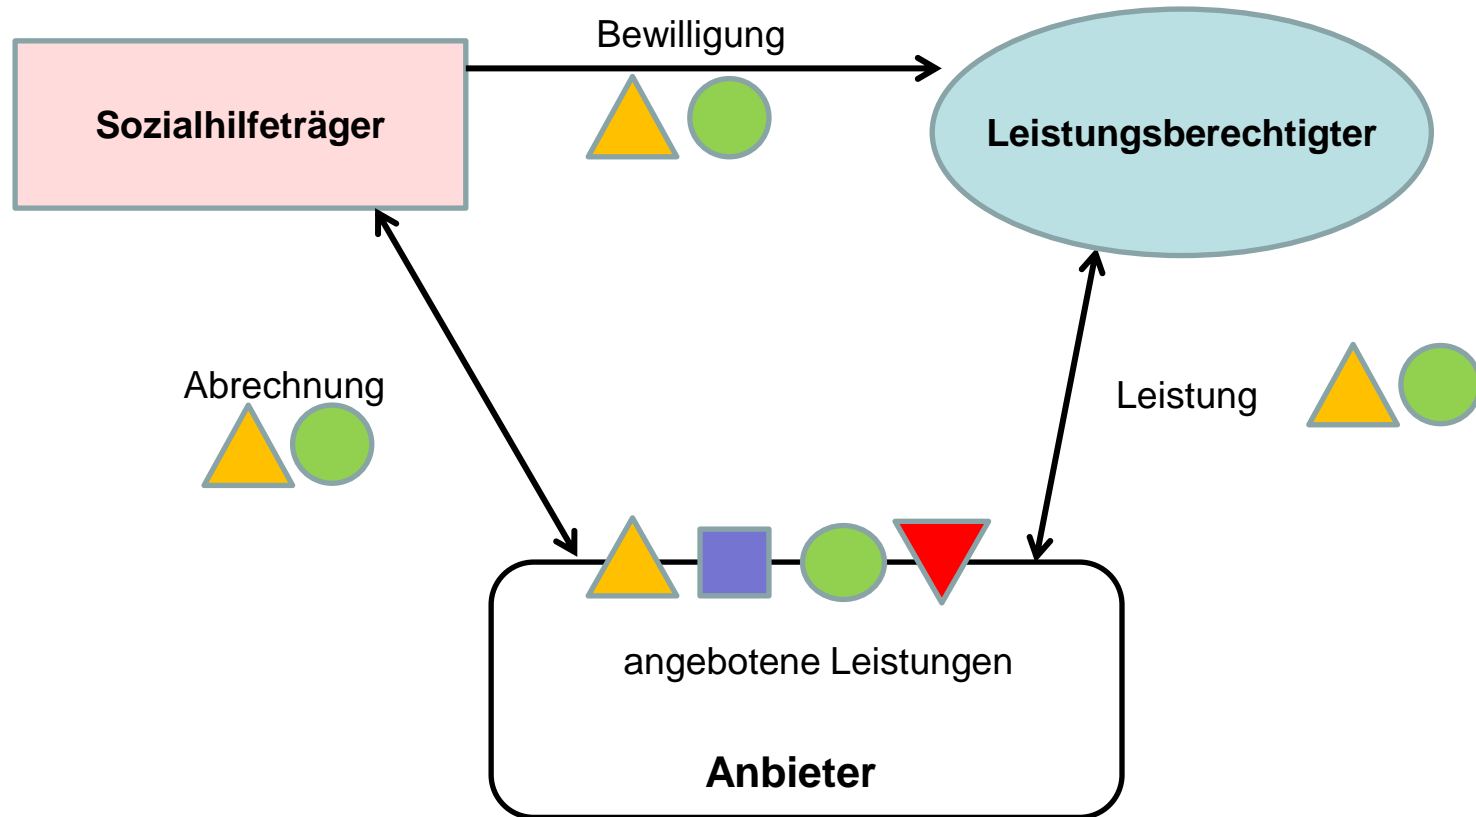 Bewilligung
Sozialhilfeträger
Leistungsberechtigter
Abrechnung
Leistung
angebotene Leistungen
Anbieter